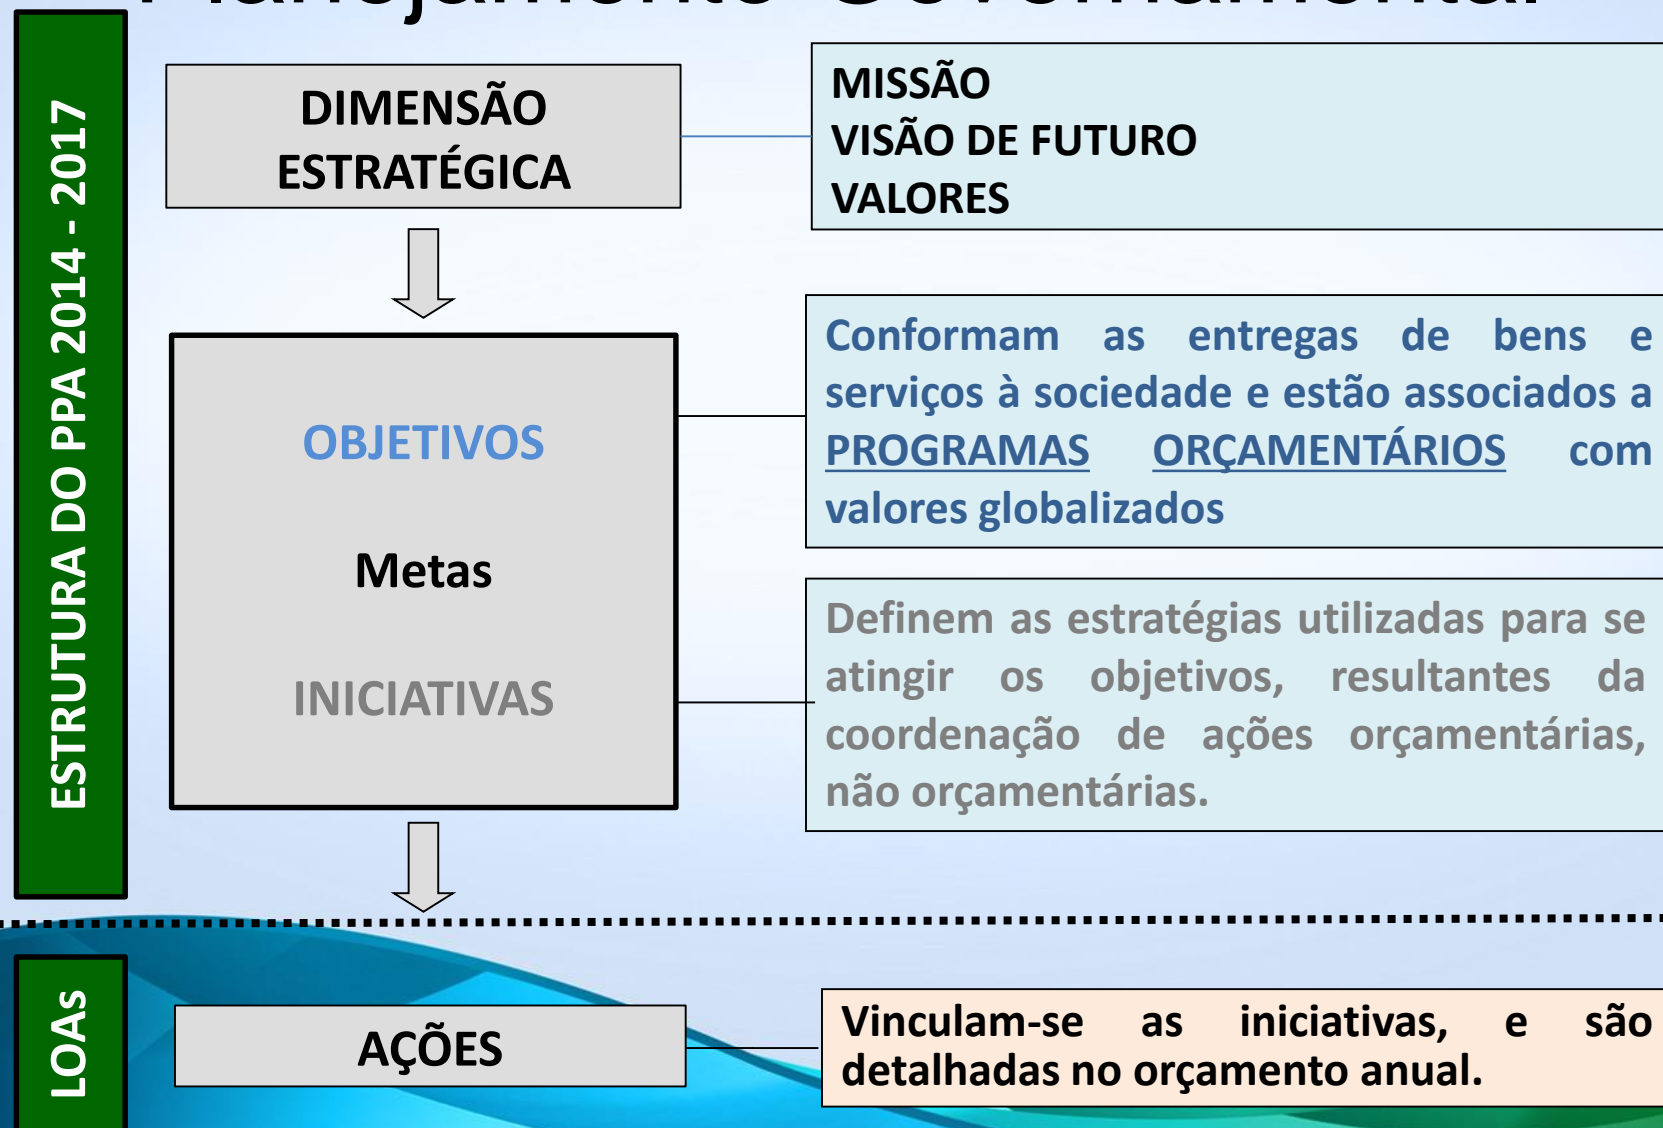 Planejamento Governamental
ESTRUTURA DO PPA 2014 - 2017
DIMENSÃO
ESTRATÉGICA
MISSÃO
VISÃO DE FUTURO
VALORES
OBJETIVOS
Metas
INICIATIVAS
Conformam as entregas de bens e
serviços à sociedade e estão associados a
PROGRAMAS ORÇAMENTÁRIOS com
valores globalizados
Definem as estratégias utilizadas para se
atingir os objetivos, resultantes da
coordenação de ações orçamentárias,
não orçamentárias.
LOAs
AÇÕES
Vinculam-se as iniciativas, e são
detalhadas no orçamento anual.